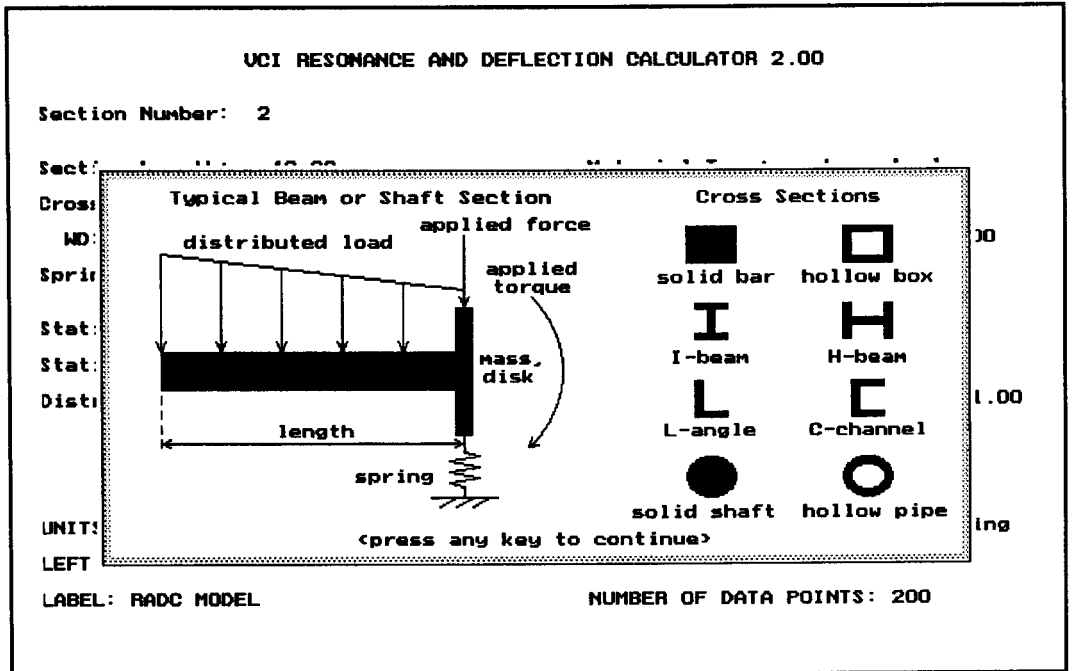 VCI RESONANCE AND DEFLECTION CALCULATOR 2.00
Section Number: 2
Typical Beam or Shaft Section
Cross Sections
applied force
distributed load
applied
torque
solid bar hollow box
mass,
disk
I-beam H-beam
length
L-angle C-channel
spring
solid shaft hollow pipe
<press any key to continue>
LEFT
LABEL: RADC MODEL NUMBER OF DATA POINTS: 200